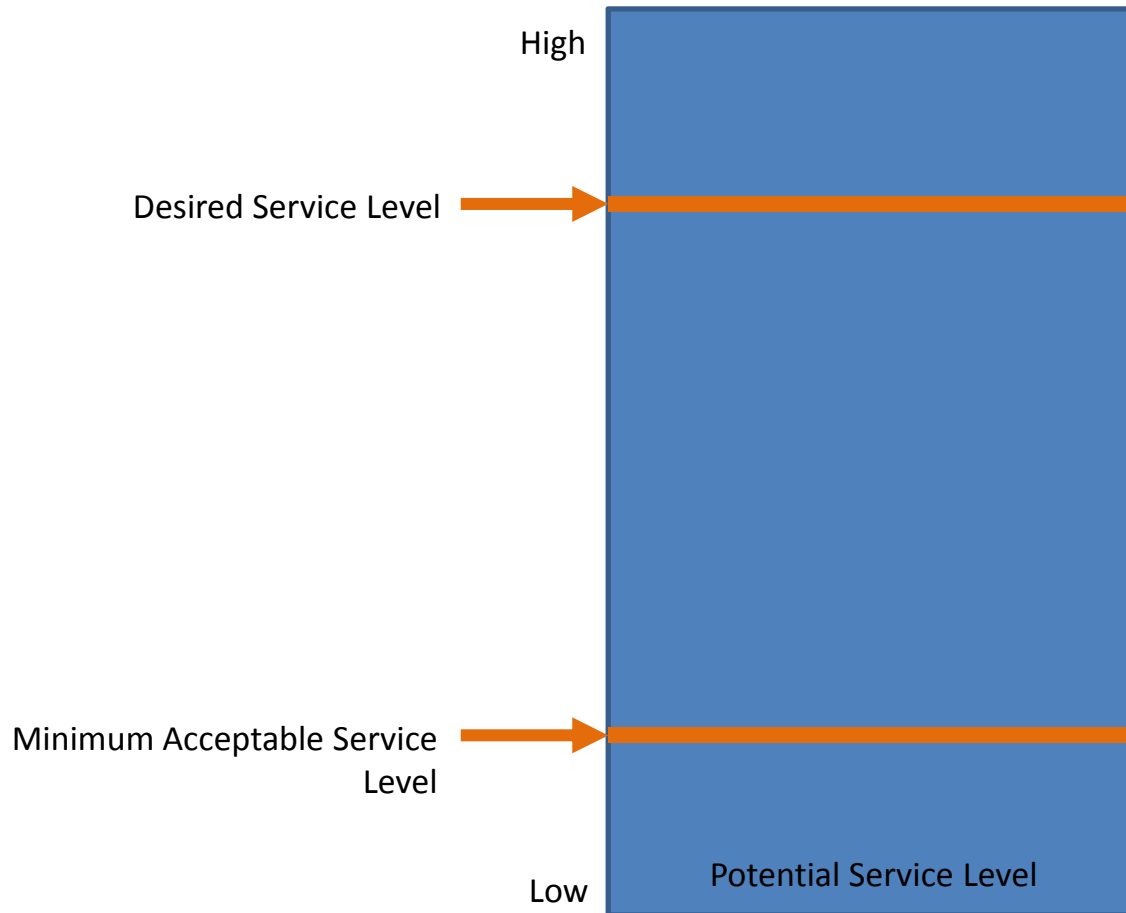 High
Desired Service Level
Minimum Acceptable Service
Level
Potential Service Level
Low